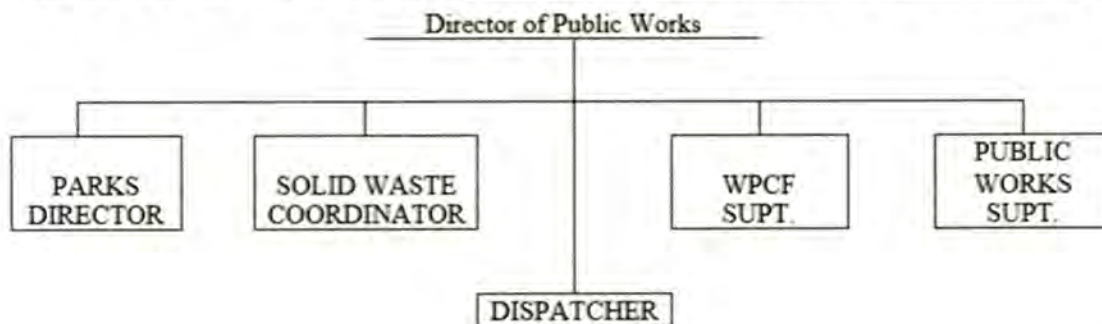 Director of Public Works
PARKS
DIRECTOR
SOLID WASTE
COORDINATOR
WPCF
SUPT.
PUBLIC
WORKS
SUPT.
DISPATCHER